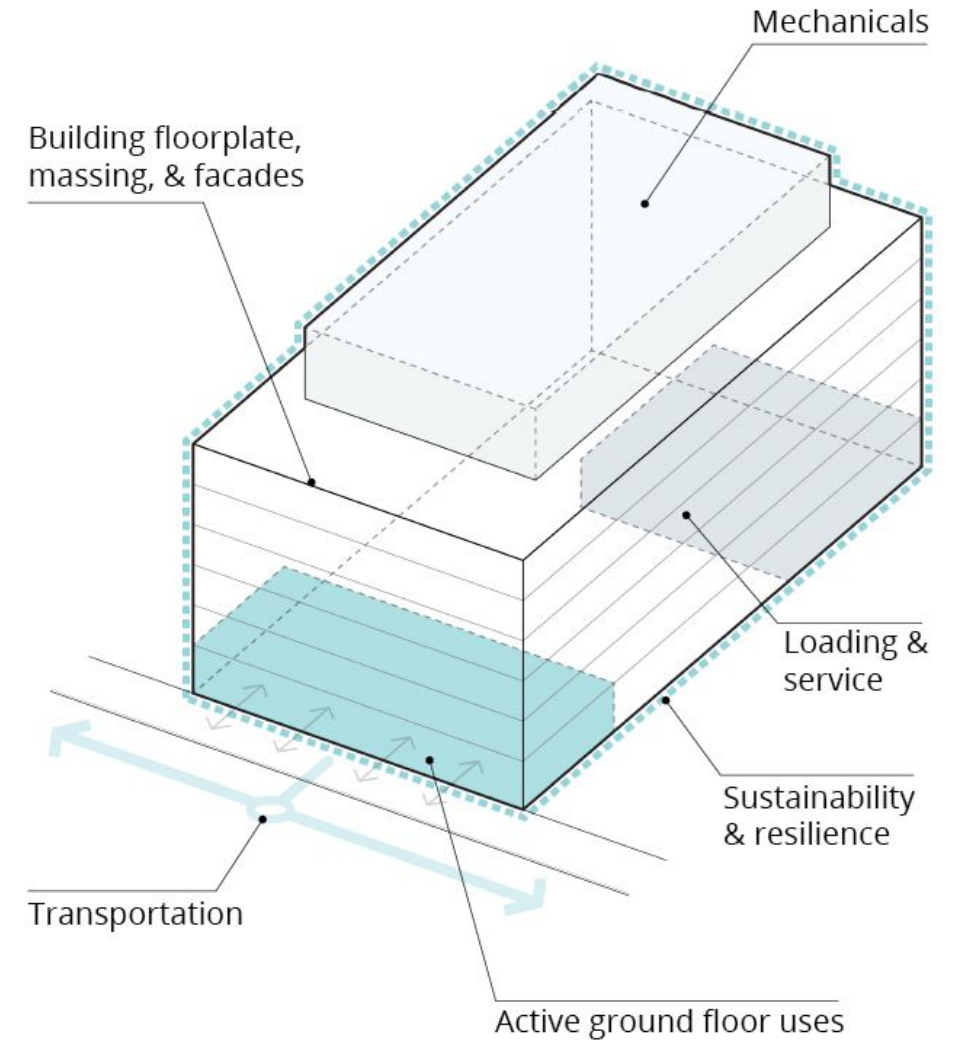 Mechanicals
Building floorplate,
massing, & facades
Loading &
service
Sustainability
& resilience
Transportation
Active ground floor uses